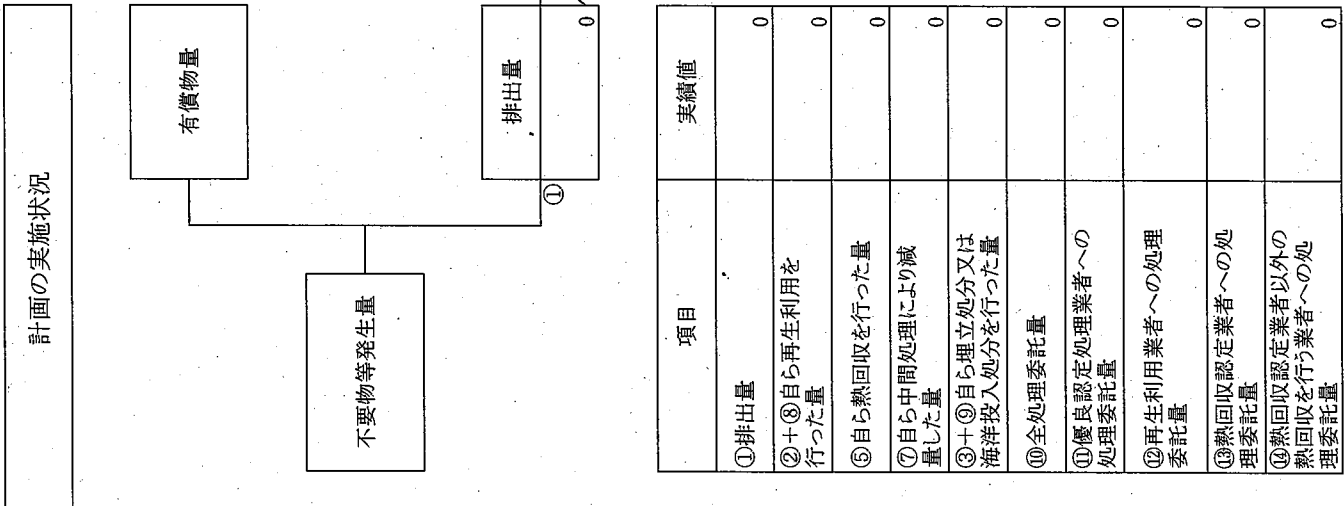 計画の実施状況
有償物量
不要物等発生量
排出量
①
0
項目
実績値
①排出量
0
②+⑧自ら再生利用を
行った量
0
⑤自ら熱回収を行った量
0
⑦自ら中間処理により減
量した量
0
③+⑨自ら埋立処分又は
海洋投入処分を行った量
0
⑩全処理委託量
0
⑪優良認定処理業者への
処理委託量
0
⑫再生利用業者への処理
委託量
0
⑬熱回収認定業者への処
理委託量
0
⑭熱回収認定業者以外の
熱回収を行う業者への処
理委託量
0